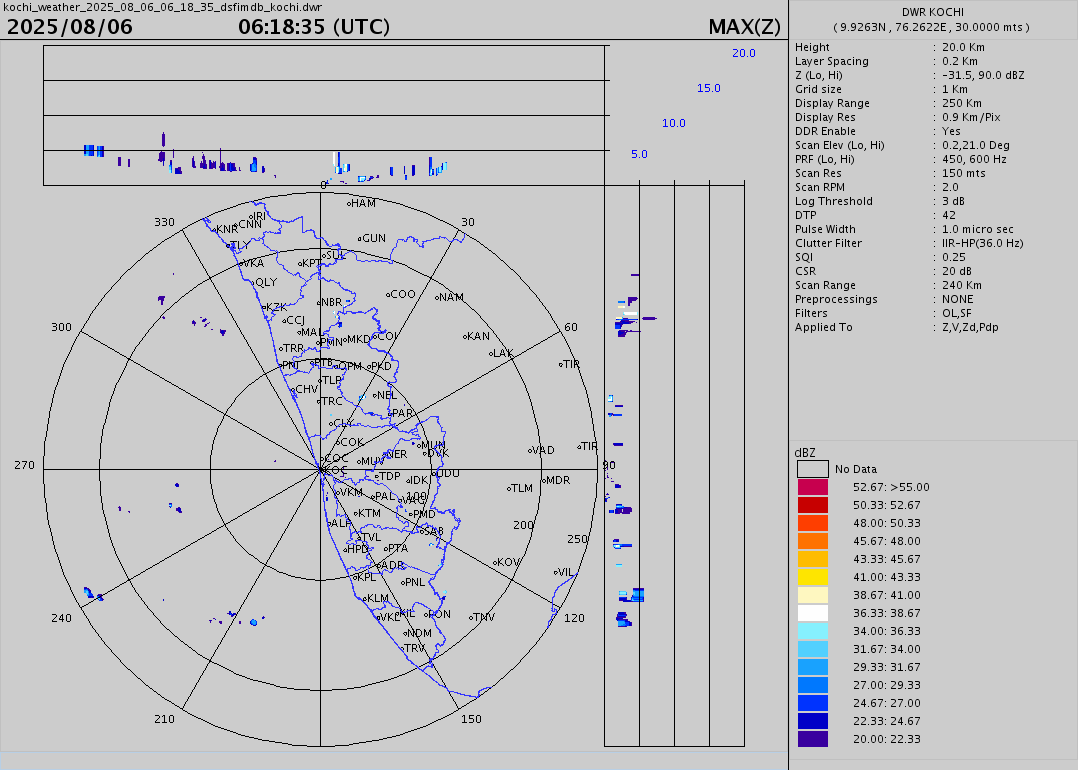 kochi_weather_2025_08_06_06_18_35_dsfimdb_kochi.dwr
2025/08/06 06:18:35 (UTC) MAX(Z)
20.0
15.0
10.0
5.0
DWR KOCHI
( 9.9263N , 76.2622E , 30.0000 mts )
Height : 20.0 Km
Layer Spacing : 0.2 Km
Z (Lo, Hi) : -31.5, 90.0 dBZ
Grid size : 1 Km
Display Range : 250 Km
Display Res : 0.9 Km/Pix
DDR Enable : Yes
Scan Elev (Lo, Hi) : 0.2,21.0 Deg
PRF (Lo, Hi) : 450, 600 Hz
Scan Res : 150 mts
Scan RPM : 2.0
Log Threshold : 3 dB
DTP : 42
Pulse Width : 1.0 micro sec
Clutter Filter : IIR-HP(36.0 Hz)
SQI : 0.25
CSR : 20 dB
Scan Range : 240 Km
Preprocessings : NONE
Filters : OL,SF
Applied To : Z,V,Zd,Pdp
0
HAM
330 IRI 30
KNR CNN
TLY GUN
VKA KPT SUL
QLY
COO NAM
KZK NBR
CCJ
300 60
MAL KAN
PMN MKD COI
TRR LAK
PNI PTB OPM PKD TIR
TLP
CHV NEL
TRC
PAR
CLY
COK MUN TIR
COC MUV NER DVK VAD
270 KOC 90
TDP IDK UDU MDR
VKM PAL 100 VAG TLM
KTM PMD
ALP 200
TVL SAB 250
HPD PTA
ADR KOV
KPL PNL VIL
KLM
240 VKL KIL PON TNV 120
NDM
TRV
210 150
dBZ
No Data
52.67: >55.00
50.33: 52.67
48.00: 50.33
45.67: 48.00
43.33: 45.67
41.00: 43.33
38.67: 41.00
36.33: 38.67
34.00: 36.33
31.67: 34.00
29.33: 31.67
27.00: 29.33
24.67: 27.00
22.33: 24.67
20.00: 22.33